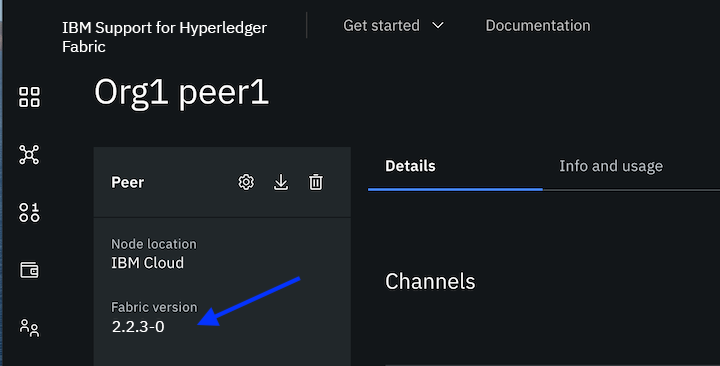 IBM Support for Hyperledger
Fabric
Get started
Documentation
Org1 peer1
Peer
Details
Info and usage
Node location
IBM Cloud
Channels
Fabric version
2.2.3-0